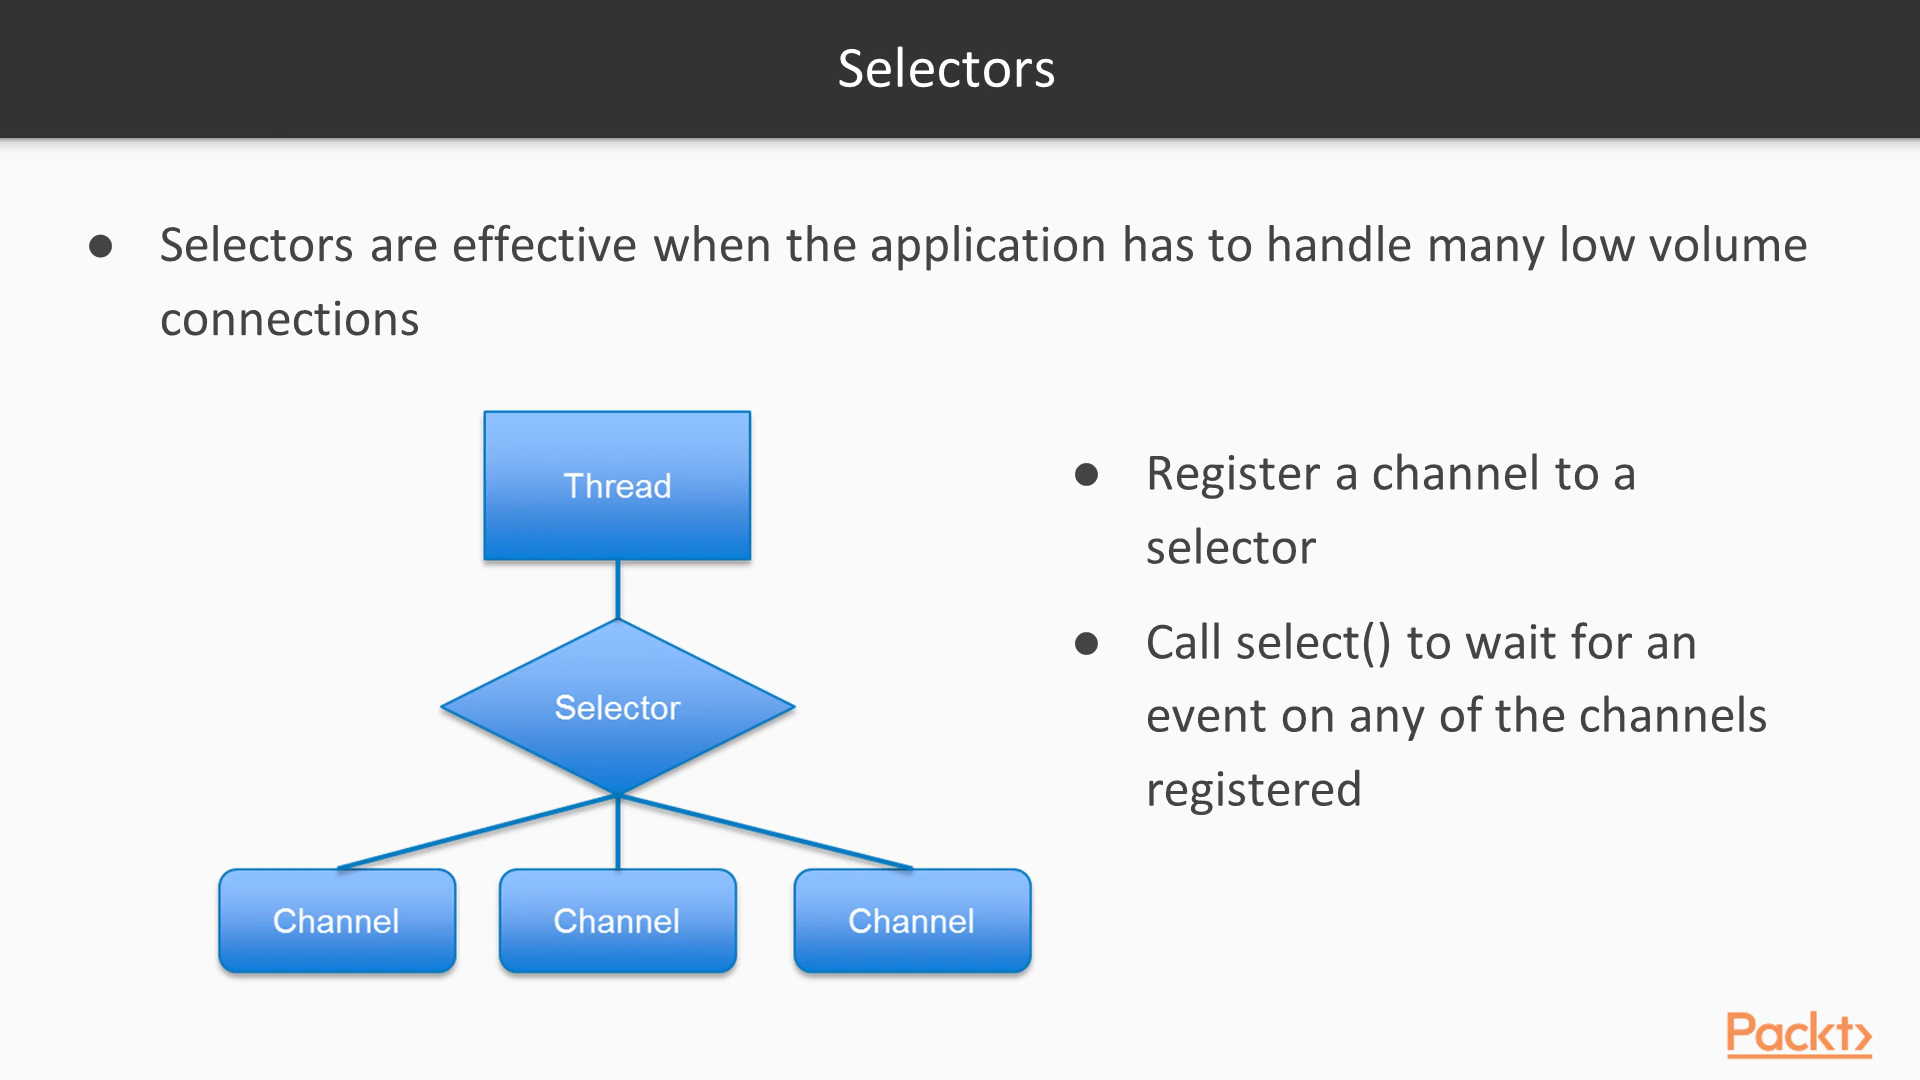 Selectors
● Selectors are effective when the application has to handle many low volume
connections
Thread
Selector
Channel
Channel
Channel
● Register a channel to a
selector
● Call select() to wait for an
event on any of the channels
registered
Packt>